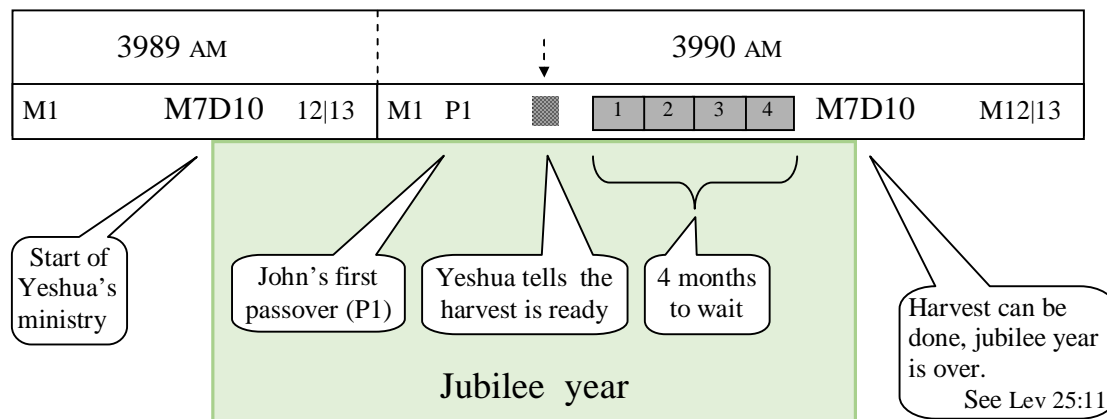 3989 AM
3990 AM
M1 M7D10 12|13 M1 P1 1 2 3 4 M7D10 M12|13
Start of
Yeshua's
ministry
John's first
passover (P1)
Yeshua tells the
harvest is ready
4 months
to wait
Harvest can be
done, jubilee year
is over.
See Lev 25:11
Jubilee year